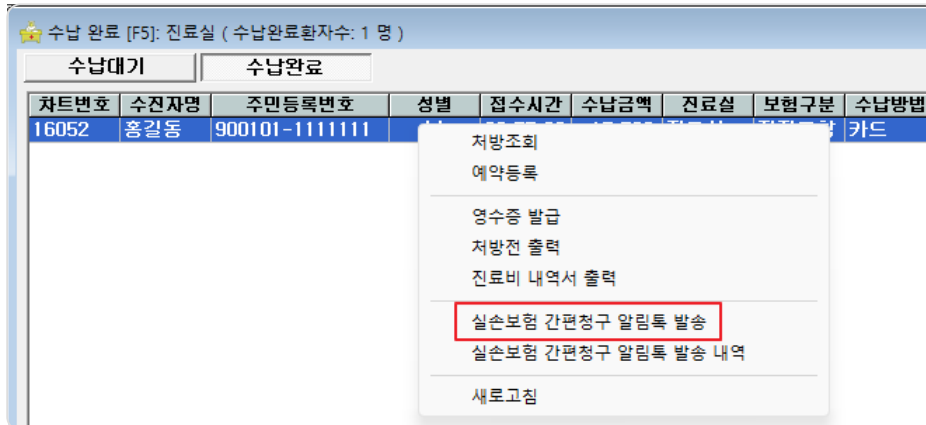 수납 완료 [F5]: 진료실 ( 수납완료환자수: 1 명 )
수납대기 수납완료
차트번호 수진자명 주민등록번호 성별 접수시간 수납금액 진료실 보험구분 수납방법
16052 홍길동 900101-1111111 카드
처방조회
예약등록
영수증 발급
처방전 출력
진료비 내역서 출력
실손보험 간편청구 알림톡 발송
실손보험 간편청구 알림톡 발송 내역
새로고침